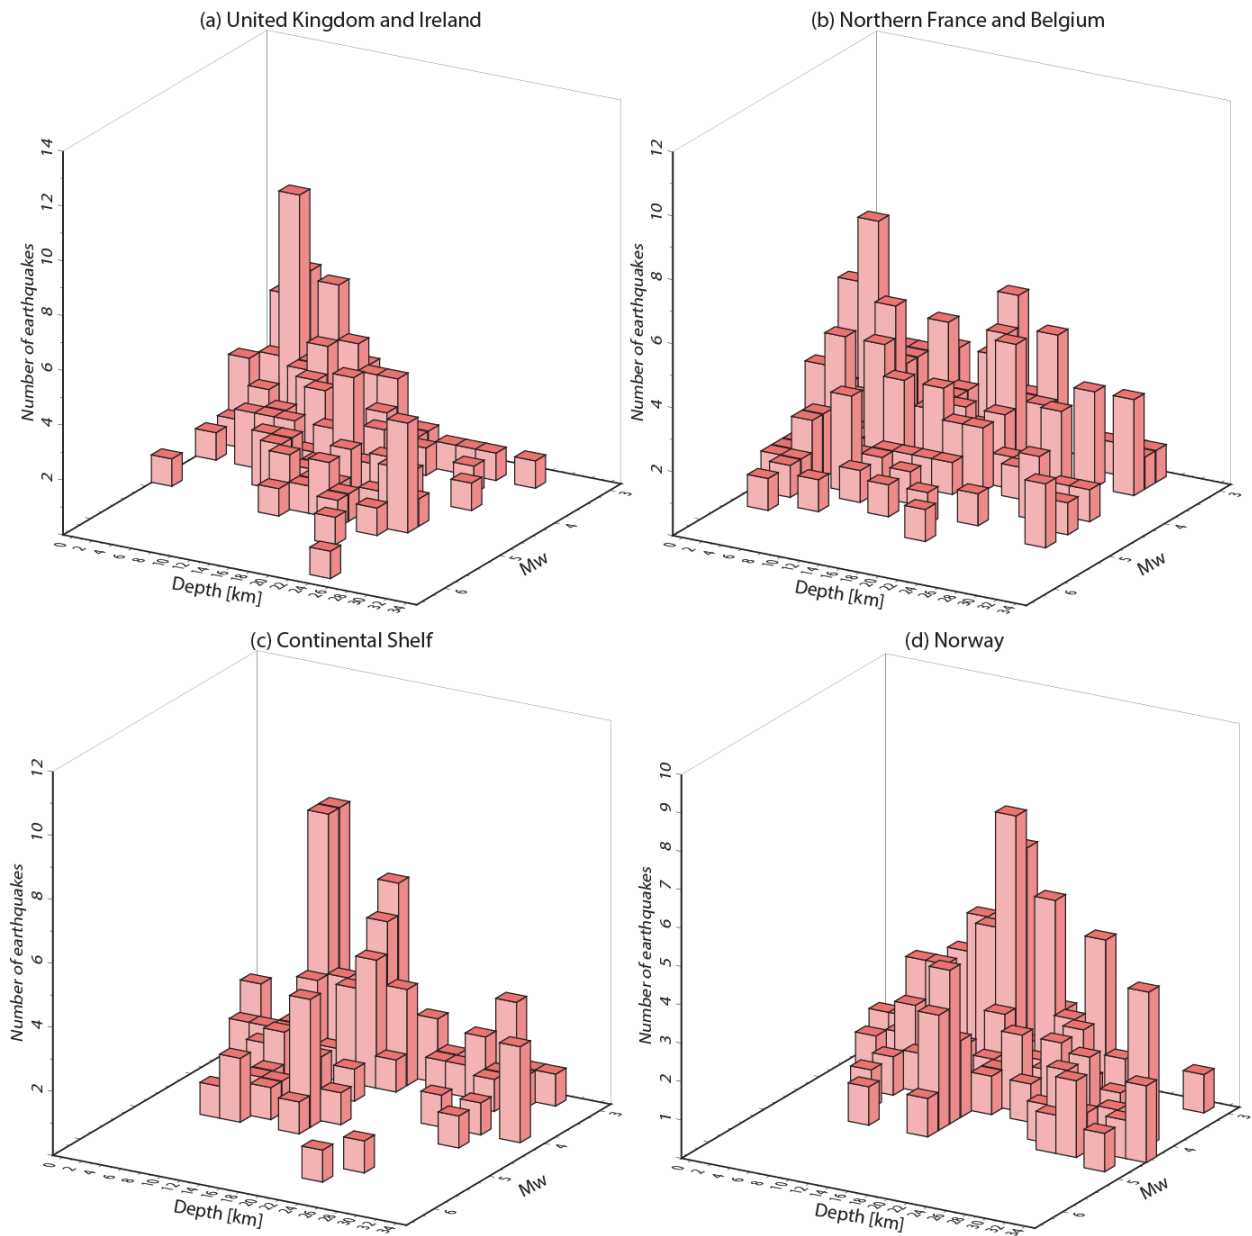 (a) United Kingdom and Ireland
14
12
10
8
6
4
2
Number of earthquakes
0 2 4 6 8 10 12 14 16 18 20 22 24 26 28 30 32 34
Depth [km]
3
4
5
6
Mw
(b) Northern France and Belgium
12
10
8
6
4
2
Number of earthquakes
0 2 4 6 8 10 12 14 16 18 20 22 24 26 28 30 32 34
Depth [km]
3
4
5
6
Mw
(c) Continental Shelf
12
10
8
6
4
2
Number of earthquakes
0 2 4 6 8 10 12 14 16 18 20 22 24 26 28 30 32 34
Depth [km]
3
4
5
6
Mw
(d) Norway
10
9
8
7
6
5
4
3
2
1
Number of earthquakes
0 2 4 6 8 10 12 14 16 18 20 22 24 26 28 30 32 34
Depth [km]
3
4
5
6
Mw